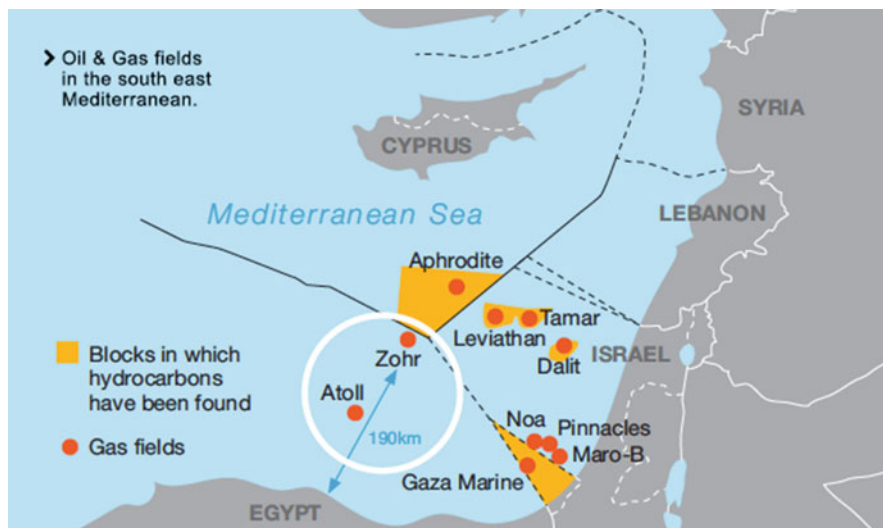 > Oil & Gas fields
in the south east
Mediterranean.
SYRIA
CYPRUS
LEBANON
Mediterranean Sea
Aphrodite
Tamar
Leviathan
ISRAEL
Dalit
Zohr
Blocks in which
hydrocarbons
have been found
Atoll
190km
Gas fields
Noa
Pinnacles
Maro-B
Gaza Marine
EGYPT